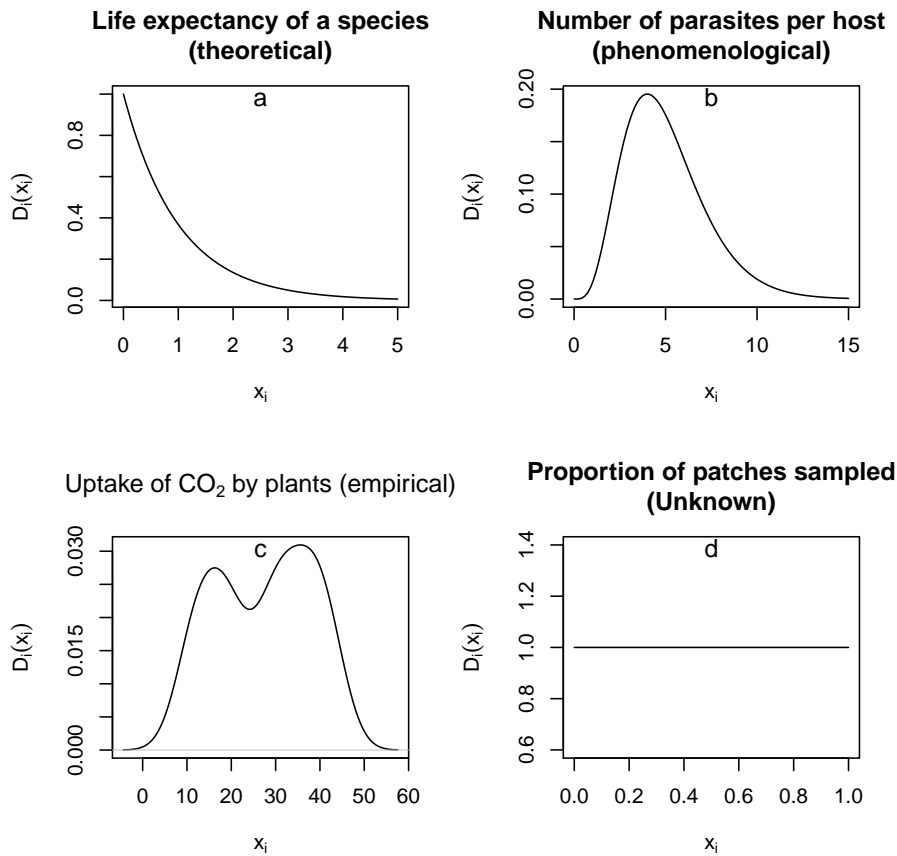 Life expectancy of a species
(theoretical)
a
D_i(x_i)
0.0 0.4 0.8
0 1 2 3 4 5
x_i
Number of parasites per host
(phenomenological)
b
D_i(x_i)
0.00 0.10 0.20
0 5 10 15
x_i
Uptake of CO₂ by plants (empirical)
c
D_i(x_i)
0.000 0.015 0.030
0 10 20 30 40 50 60
x_i
Proportion of patches sampled
(Unknown)
d
D_i(x_i)
0.6 0.8 1.0 1.2 1.4
0.0 0.2 0.4 0.6 0.8 1.0
x_i